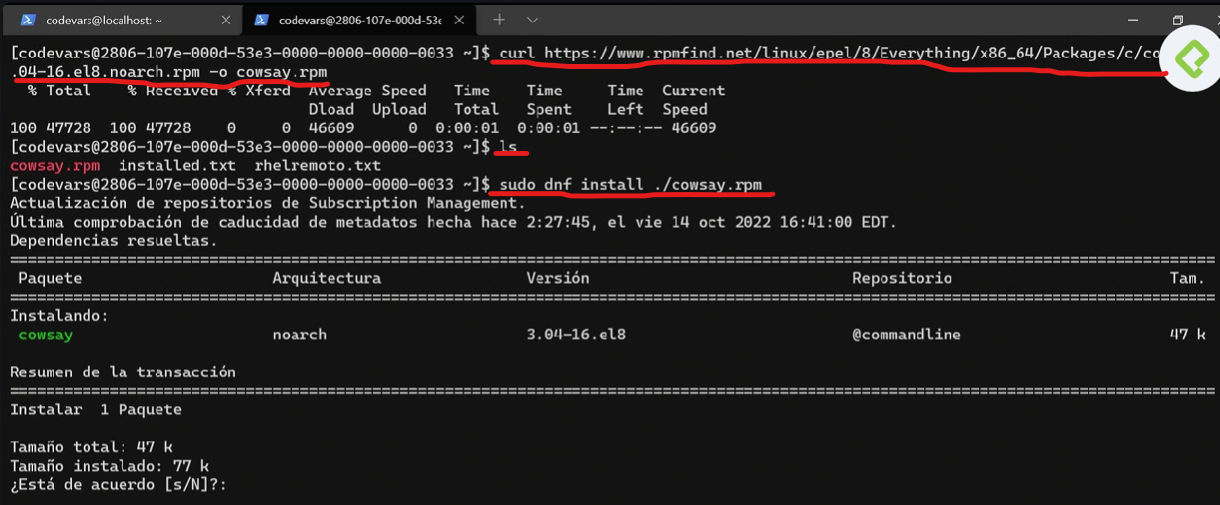 codevars@localhost: ~
codevars@2806-107e-000d-53e
[codevars@2806-107e-000d-53e3-0000-0000-0000-0033 ~]$ curl https://www.rpmfind.net/linux/epel/8/Everything/x86_64/Packages/c/co
.04-16.el8.noarch.rpm -o cowsay.rpm
% Total % Received % Xferd Average Speed Time Time Time Current
Dload Upload Total Spent Left Speed
100 47728 100 47728 0 0 46609 0 0:00:01 0:00:01 --:--:-- 46609
[codevars@2806-107e-000d-53e3-0000-0000-0000-0033 ~]$ ls
cowsay.rpm installed.txt rhelremoto.txt
[codevars@2806-107e-000d-53e3-0000-0000-0000-0033 ~]$ sudo dnf install ./cowsay.rpm
Actualización de repositorios de Subscription Management.
Última comprobación de caducidad de metadatos hecha hace 2:27:45, el vie 14 oct 2022 16:41:00 EDT.
Dependencias resueltas.
Paquete Arquitectura Versión Repositorio Tam.
Instalando:
cowsay noarch 3.04-16.el8 @commandline 47 k
Resumen de la transacción
Instalar 1 Paquete
Tamaño total: 47 k
Tamaño instalado: 77 k
¿Está de acuerdo [s/N]?: